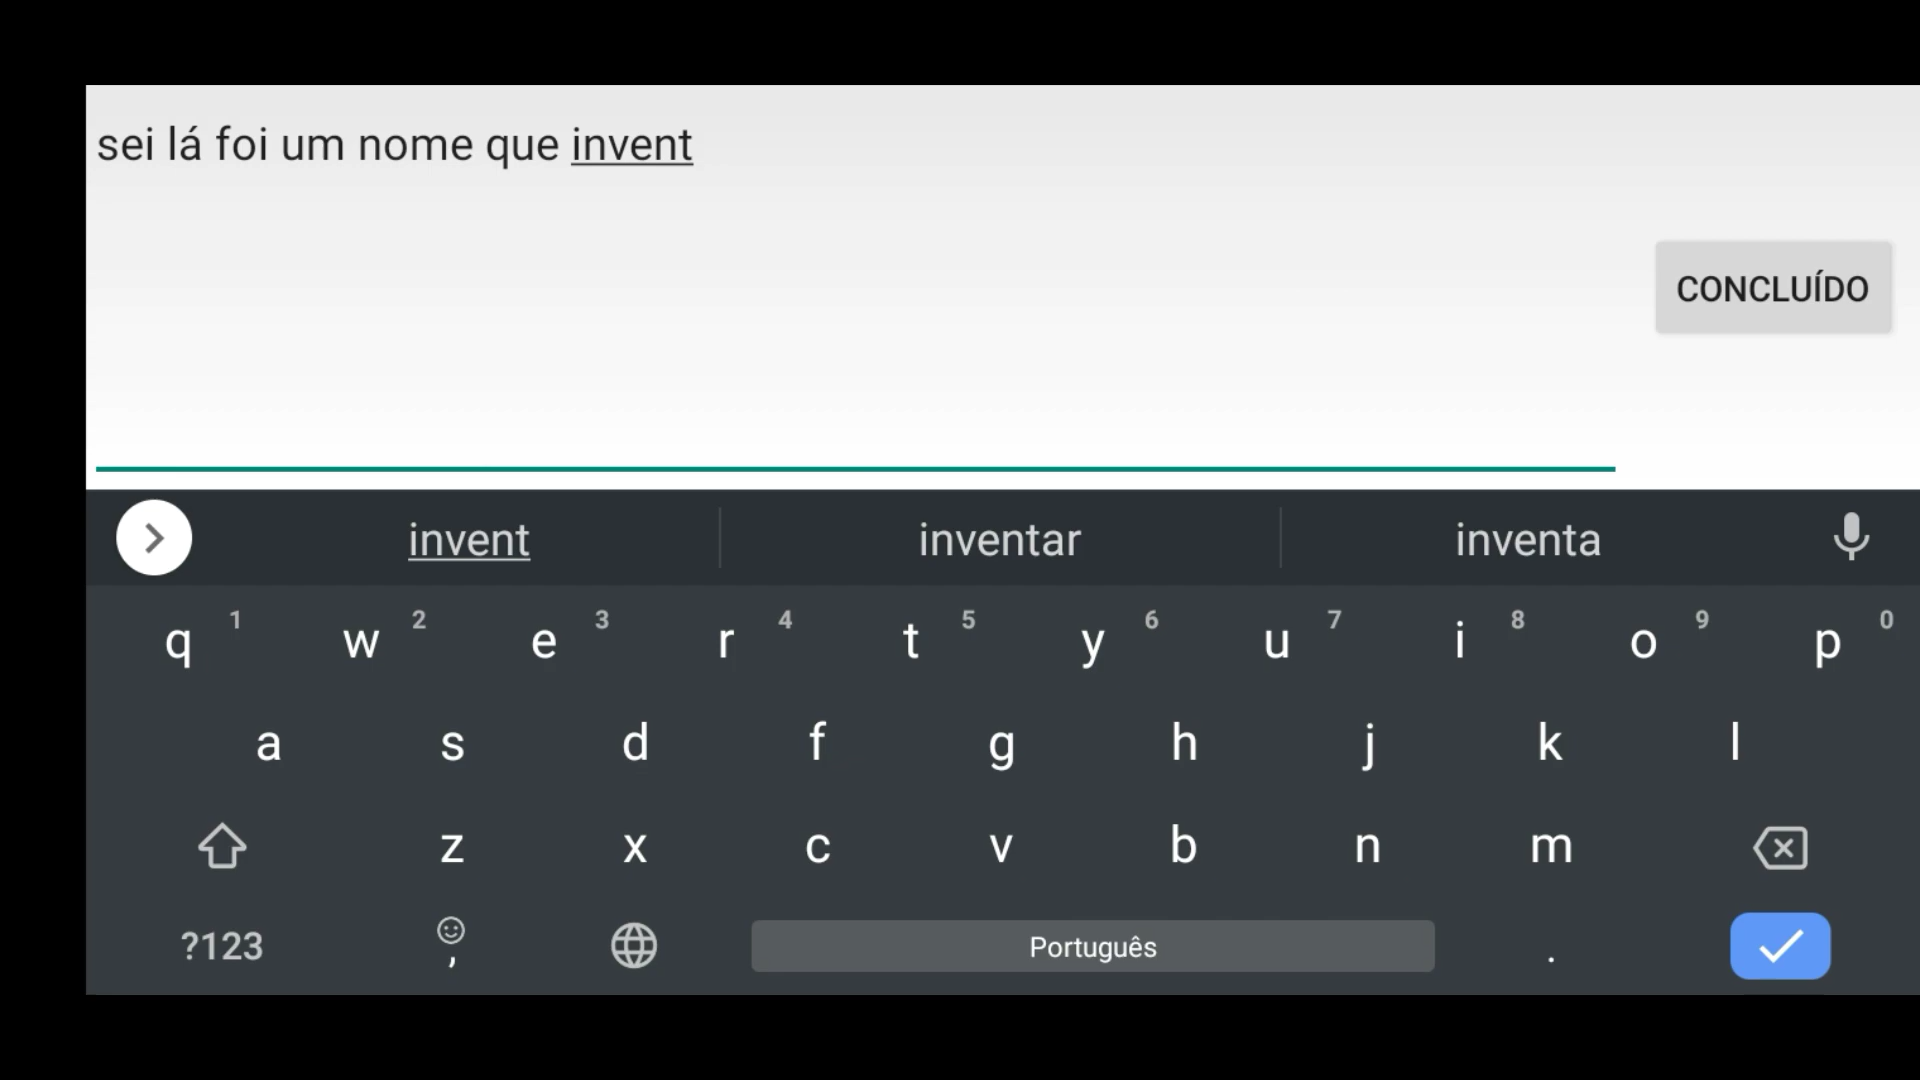 sei lá foi um nome que invent
CONCLUÍDO
invent inventar inventa
q 1 w 2 e 3 r 4 t 5 y 6 u 7 i 8 o 9 p 0
a s d f g h j k l
z x c v b n m
?123 , Português .